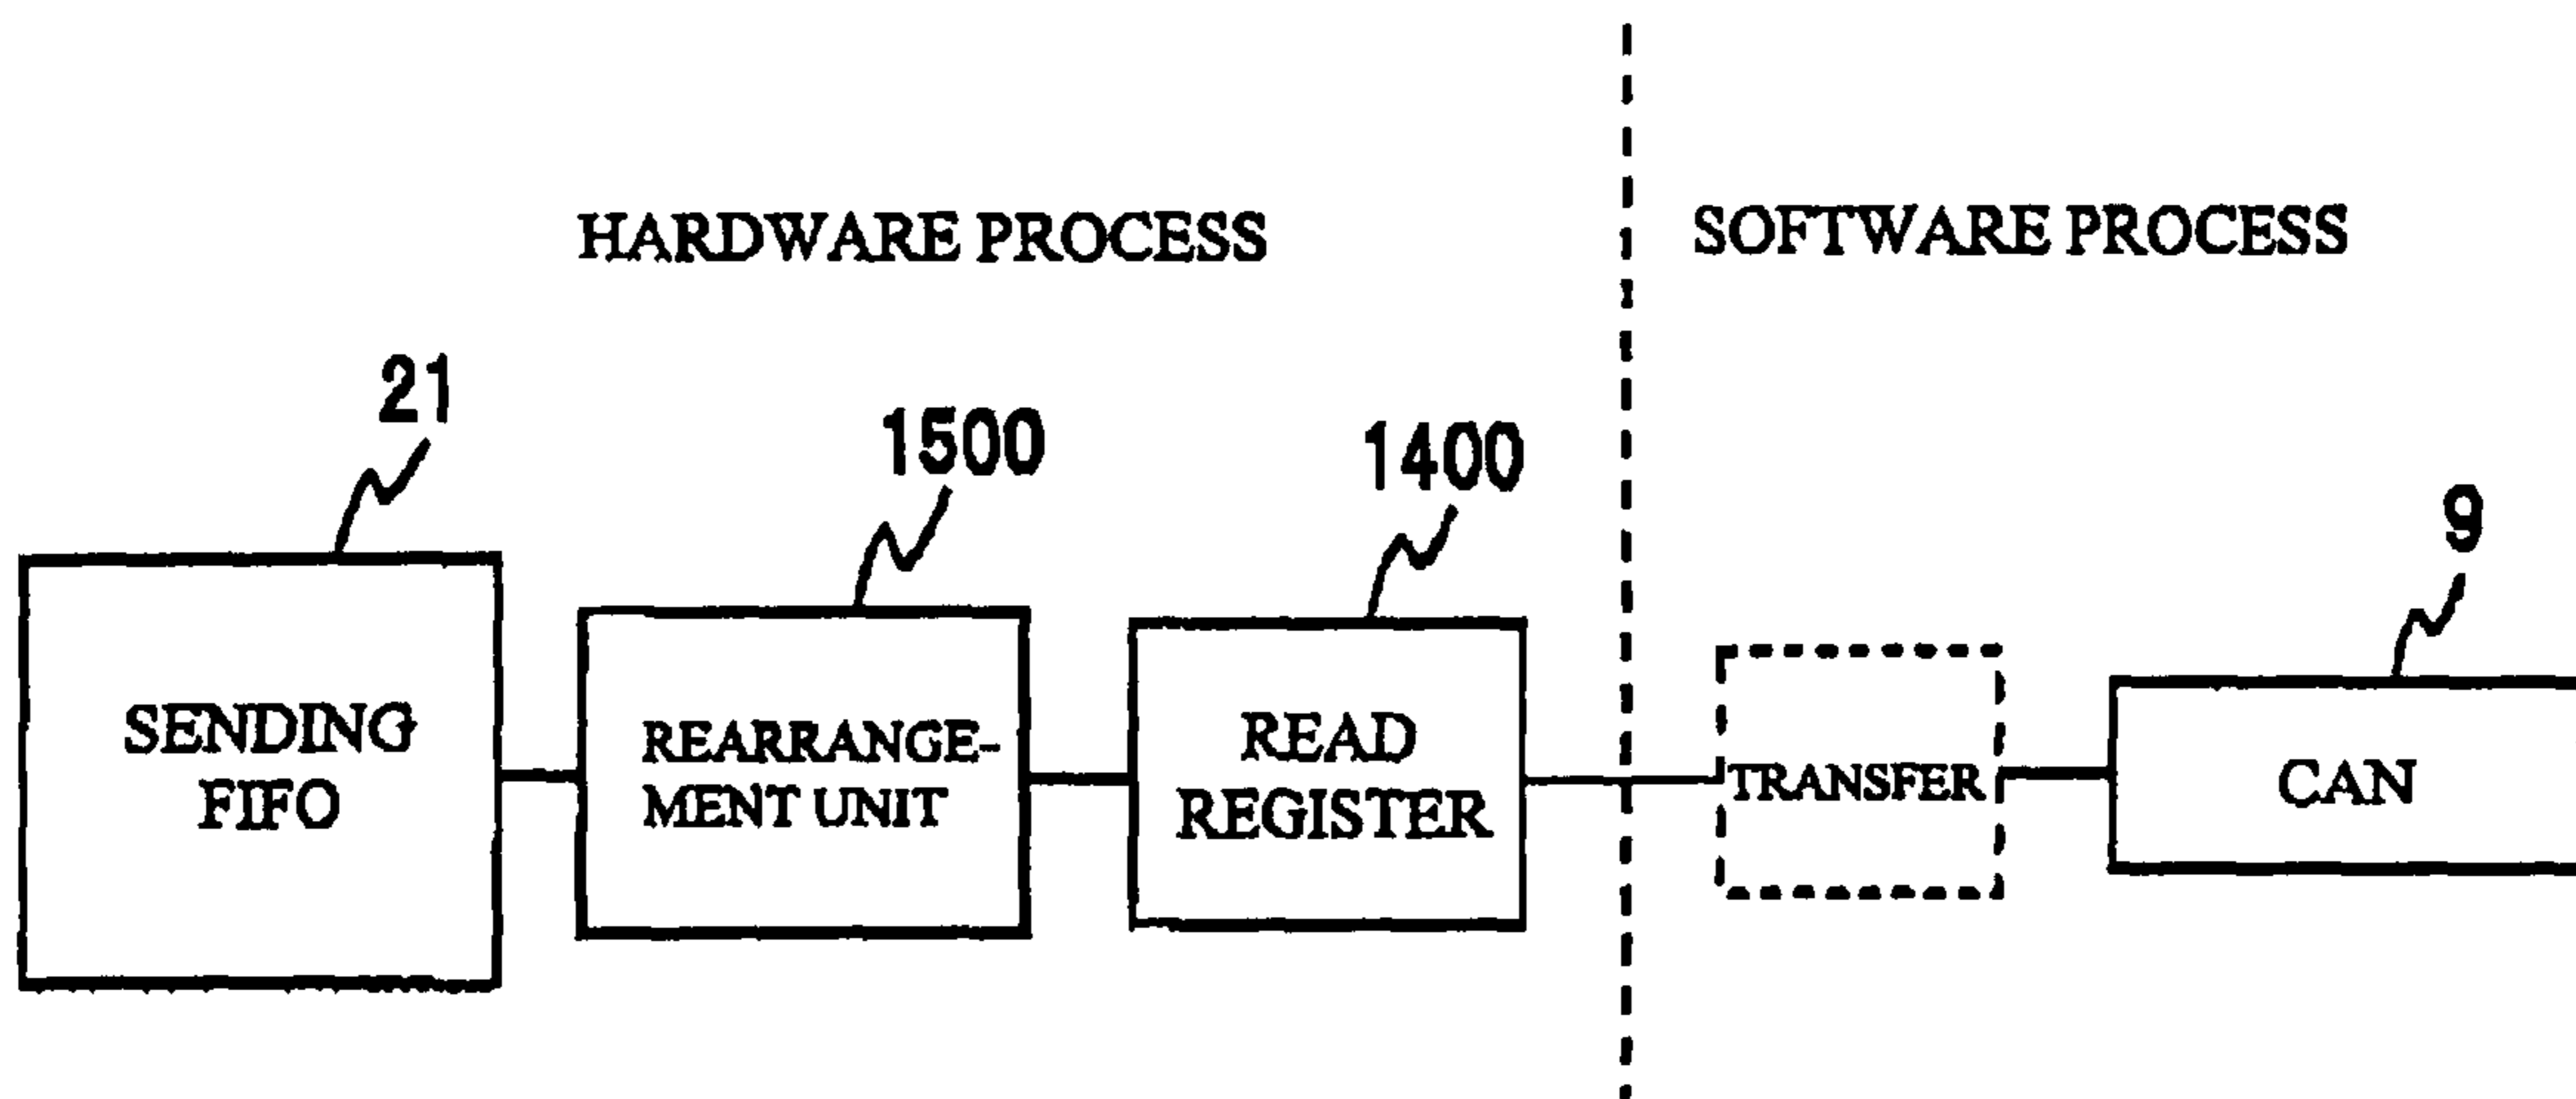 HARDWARE PROCESS
SOFTWARE PROCESS
21
1500
1400
9
SENDING
FIFO
REARRANGE-
MENT UNIT
READ
REGISTER
TRANSFER
CAN